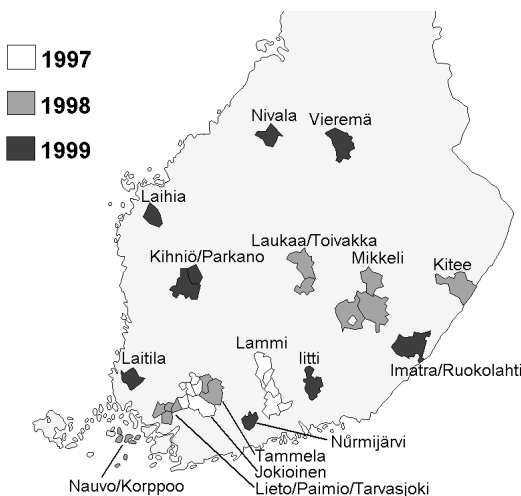 1997
1998
1999
Nivala
Vieremä
Laihia
Kihniö/Parkano
Laukaa/Toivakka
Mikkeli
Kitee
Laitila
Lammi
Iitti
Imatra/Ruokolahti
Nurmijärvi
Tammela
Jokioinen
Nauvo/Korppoo
Lieto/Paimio/Tarvasjoki